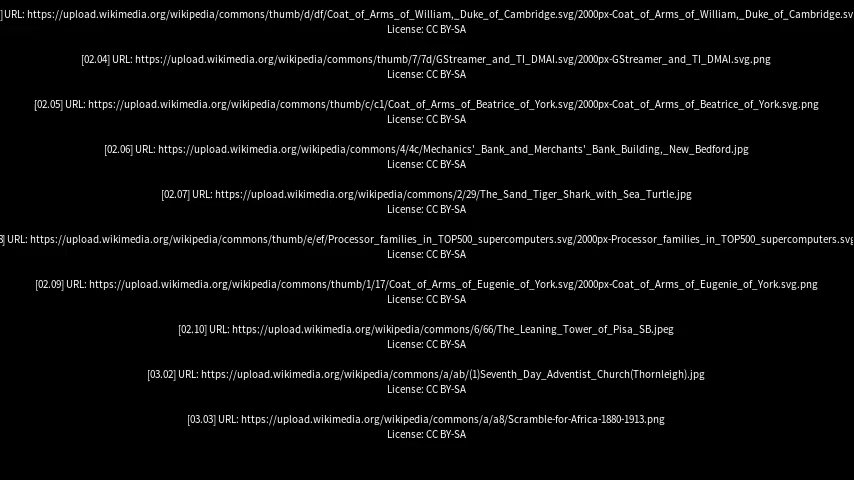 ] URL: https://upload.wikimedia.org/wikipedia/commons/thumb/d/df/Coat_of_Arms_of_William,_Duke_of_Cambridge.svg/2000px-Coat_of_Arms_of_William,_Duke_of_Cambridge.sv
License: CC BY-SA
[02.04] URL: https://upload.wikimedia.org/wikipedia/commons/thumb/7/7d/GStreamer_and_TI_DMAI.svg/2000px-GStreamer_and_TI_DMAI.svg.png
License: CC BY-SA
[02.05] URL: https://upload.wikimedia.org/wikipedia/commons/thumb/c/c1/Coat_of_Arms_of_Beatrice_of_York.svg/2000px-Coat_of_Arms_of_Beatrice_of_York.svg.png
License: CC BY-SA
[02.06] URL: https://upload.wikimedia.org/wikipedia/commons/4/4c/Mechanics'_Bank_and_Merchants'_Bank_Building,_New_Bedford.jpg
License: CC BY-SA
[02.07] URL: https://upload.wikimedia.org/wikipedia/commons/2/29/The_Sand_Tiger_Shark_with_Sea_Turtle.jpg
License: CC BY-SA
8] URL: https://upload.wikimedia.org/wikipedia/commons/thumb/e/ef/Processor_families_in_TOP500_supercomputers.svg/2000px-Processor_families_in_TOP500_supercomputers.svg
License: CC BY-SA
[02.09] URL: https://upload.wikimedia.org/wikipedia/commons/thumb/1/17/Coat_of_Arms_of_Eugenie_of_York.svg/2000px-Coat_of_Arms_of_Eugenie_of_York.svg.png
License: CC BY-SA
[02.10] URL: https://upload.wikimedia.org/wikipedia/commons/6/66/The_Leaning_Tower_of_Pisa_SB.jpeg
License: CC BY-SA
[03.02] URL: https://upload.wikimedia.org/wikipedia/commons/a/ab/(1)Seventh_Day_Adventist_Church(Thornleigh).jpg
License: CC BY-SA
[03.03] URL: https://upload.wikimedia.org/wikipedia/commons/a/a8/Scramble-for-Africa-1880-1913.png
License: CC BY-SA